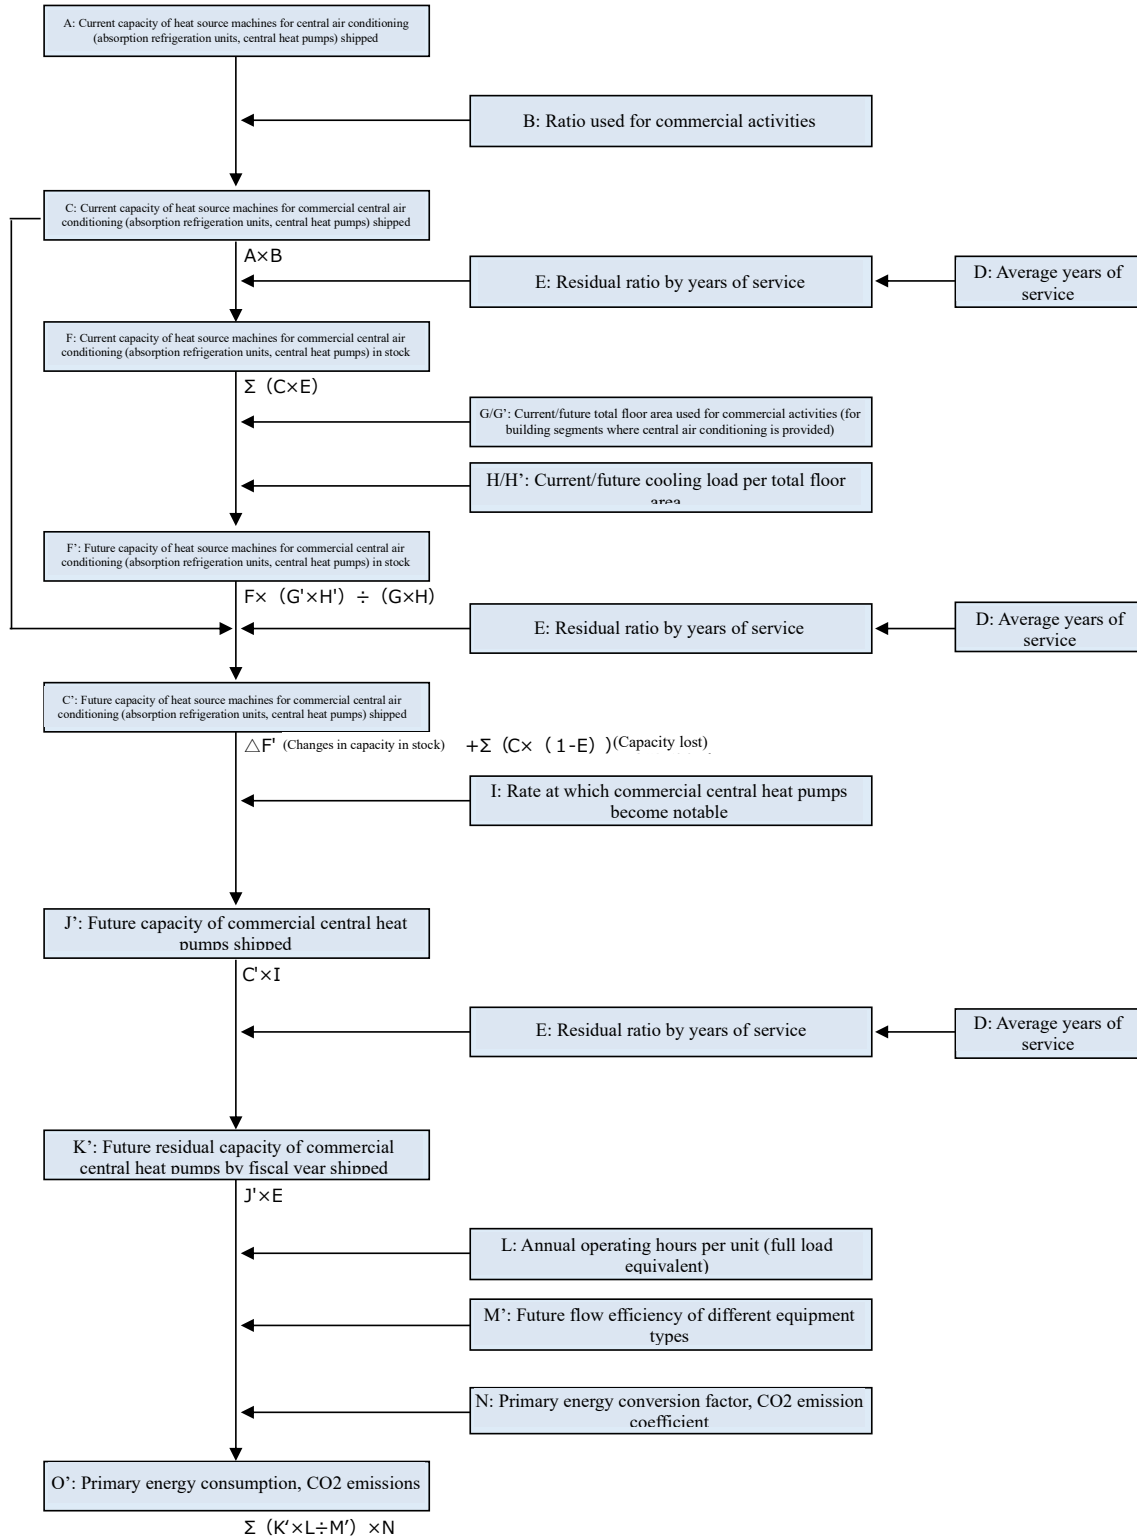 A: Current capacity of heat source machines for central air conditioning
(absorption refrigeration units, central heat pumps) shipped
B: Ratio used for commercial activities
C: Current capacity of heat source machines for commercial central air
conditioning (absorption refrigeration units, central heat pumps) shipped
A×B
E: Residual ratio by years of service
D: Average years of
service
F: Current capacity of heat source machines for commercial central air
conditioning (absorption refrigeration units, central heat pumps) in stock
Σ (C×E)
G/G’: Current/future total floor area used for commercial activities (for
building segments where central air conditioning is provided)
H/H’: Current/future cooling load per total floor
area
F’: Future capacity of heat source machines for commercial central air
conditioning (absorption refrigeration units, central heat pumps) in stock
F× (G'×H') ÷ (G×H)
E: Residual ratio by years of service
D: Average years of
service
C’: Future capacity of heat source machines for commercial central air
conditioning (absorption refrigeration units, central heat pumps) shipped
△F' (Changes in capacity in stock) +Σ (C× (1-E) ) (Capacity lost)
I: Rate at which commercial central heat pumps
become notable
J’: Future capacity of commercial central heat
pumps shipped
C'×I
E: Residual ratio by years of service
D: Average years of
service
K’: Future residual capacity of commercial
central heat pumps by fiscal year shipped
J'×E
L: Annual operating hours per unit (full load
equivalent)
M’: Future flow efficiency of different equipment
types
N: Primary energy conversion factor, CO2 emission
coefficient
O’: Primary energy consumption, CO2 emissions
Σ (K‘×L÷M’) ×N